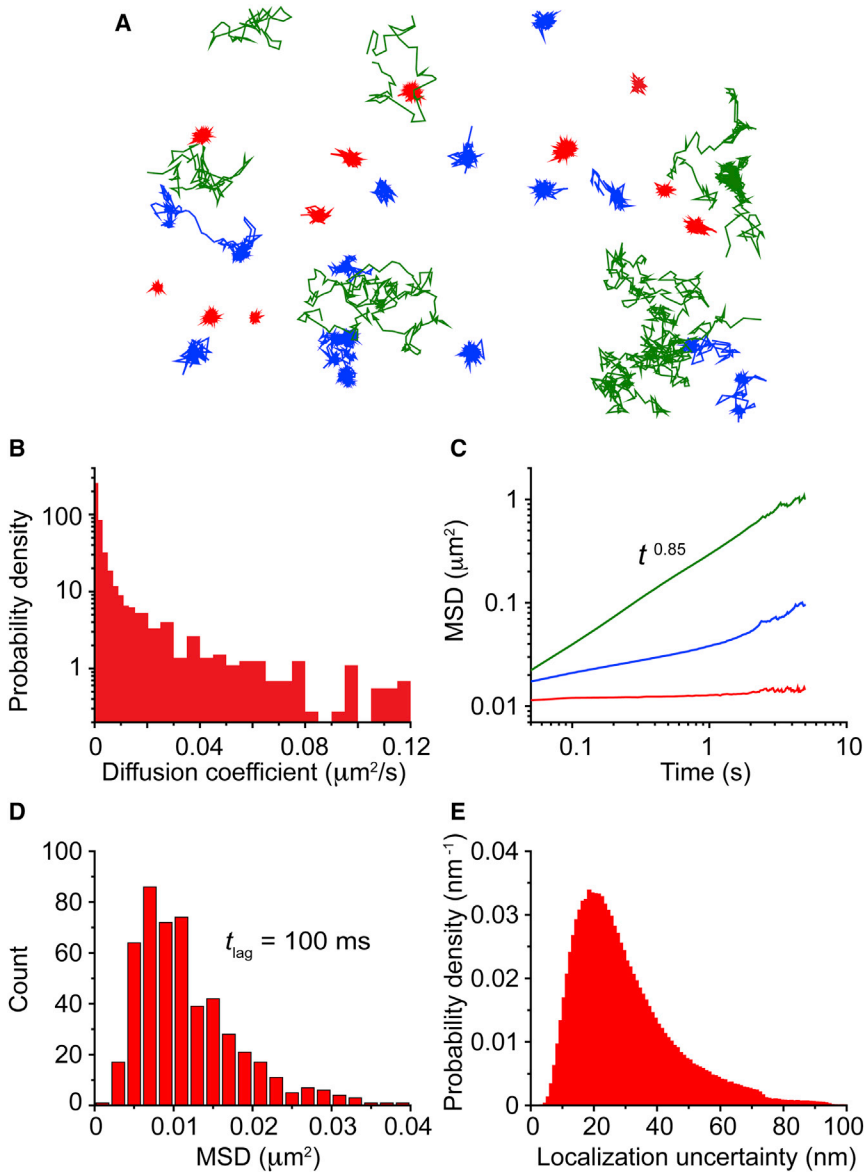 A
B
Probability density
100
10
1
0
0.04
0.08
0.12
Diffusion coefficient (μm²/s)
C
MSD (μm²)
1
0.1
0.01
t 0.85
0.1
1
10
Time (s)
D
Count
100
80
60
40
20
0
tlag = 100 ms
0
0.01
0.02
0.03
0.04
MSD (μm²)
E
Probability density (nm⁻¹)
0.04
0.03
0.02
0.01
0
0
20
40
60
80
100
Localization uncertainty (nm)